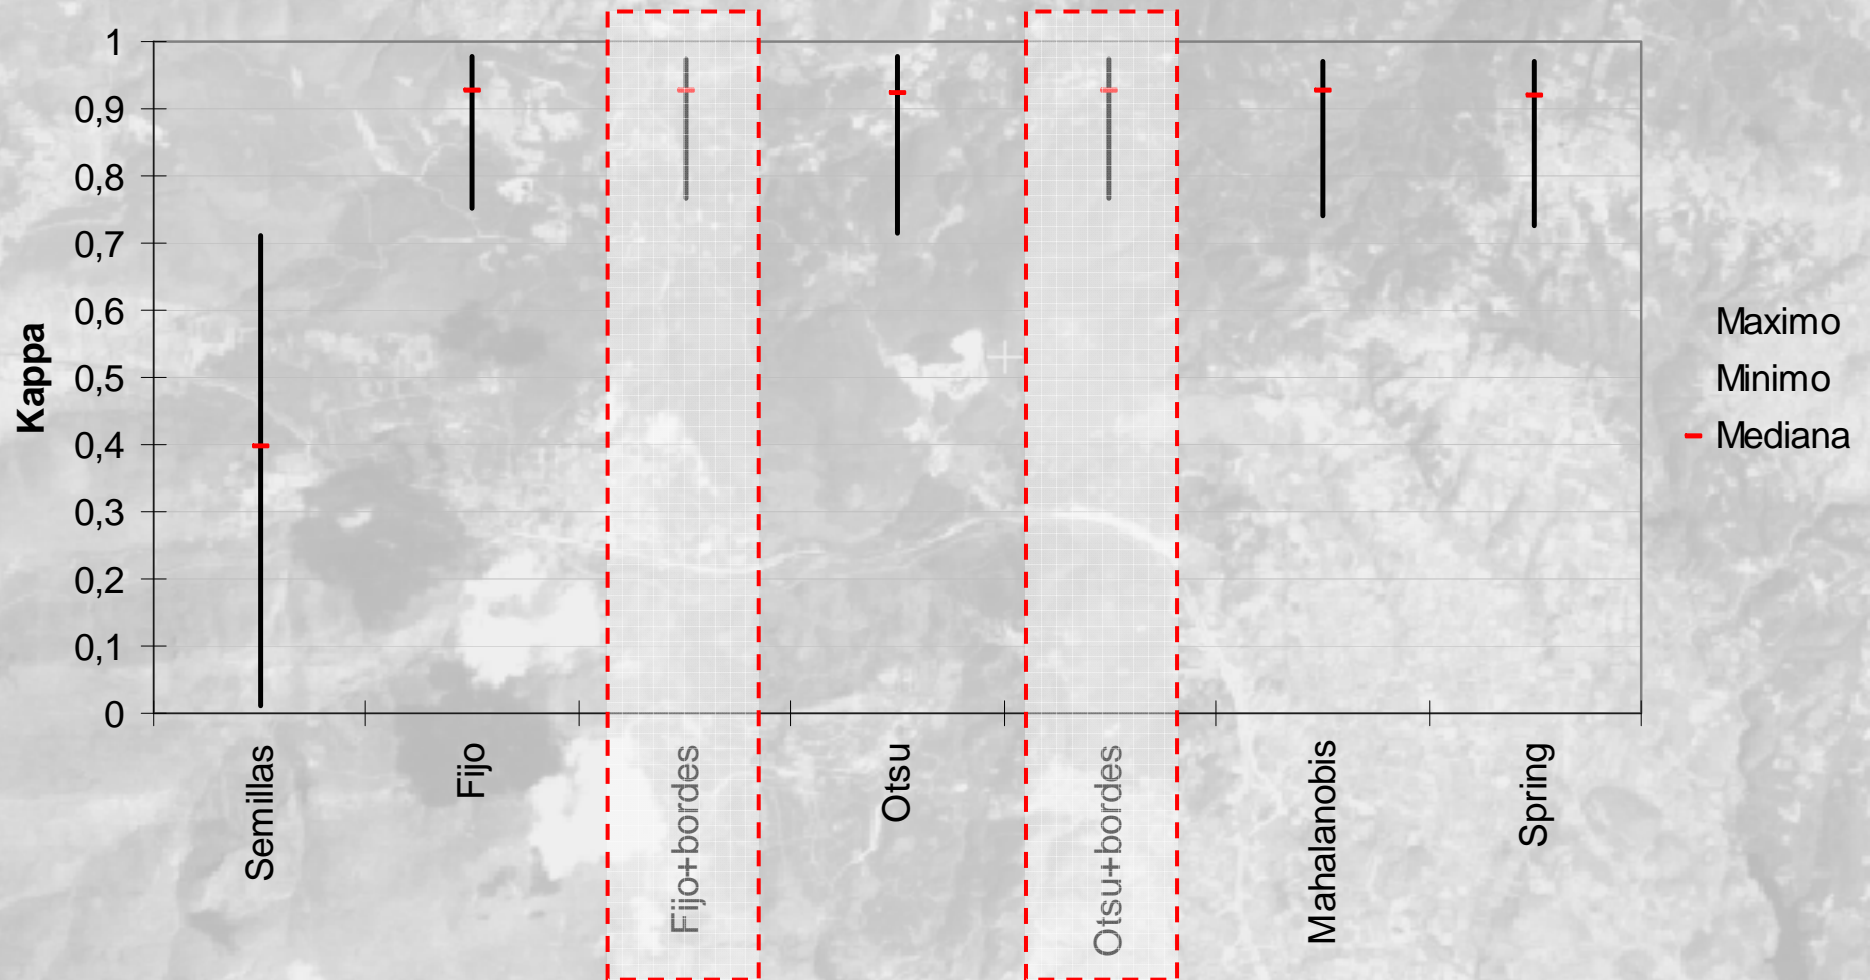 1
0,9
0,8
0,7
0,6
0,5
0,4
0,3
0,2
0,1
0
Kappa
Semillas
Fijo
Fijo+bordes
Otsu
Otsu+bordes
Mahalanobis
Spring
Maximo
Minimo
Mediana